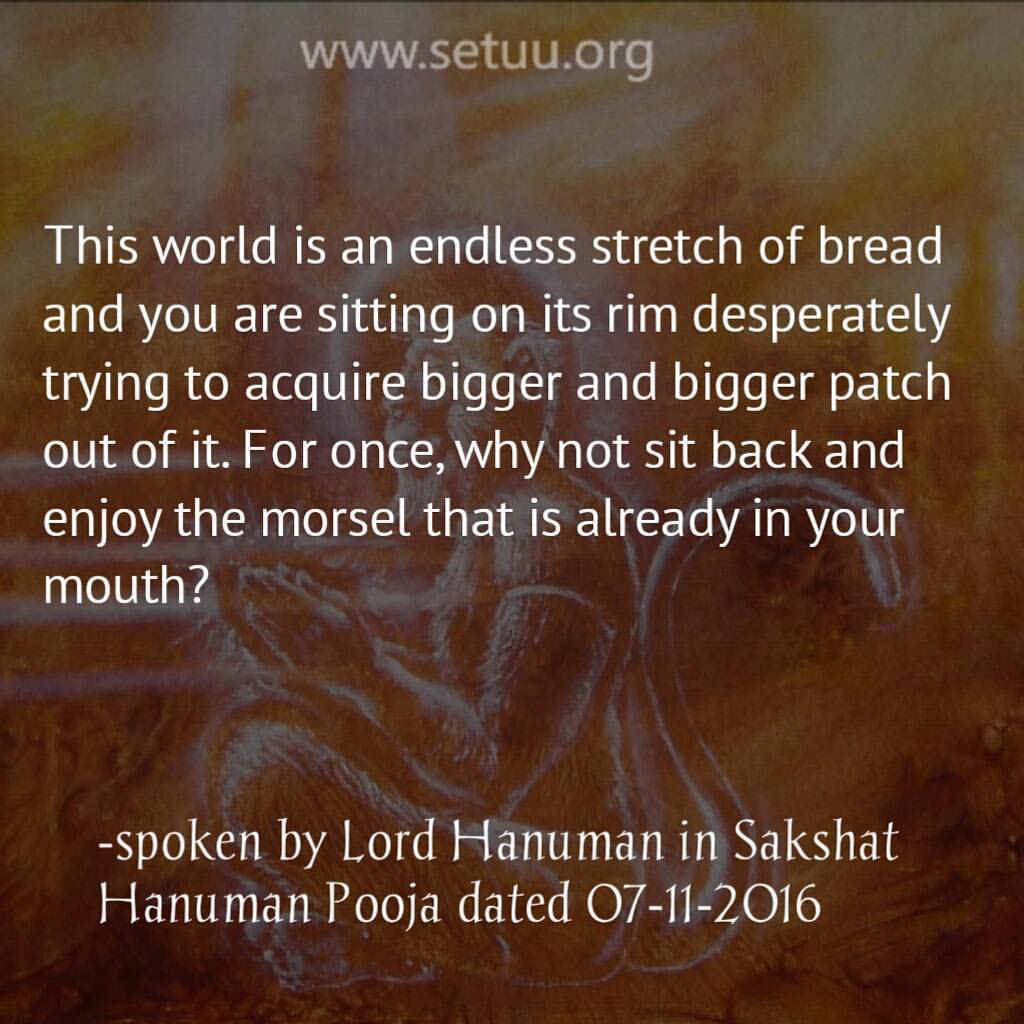 www.setuu.org
This world is an endless stretch of bread
and you are sitting on its rim desperately
trying to acquire bigger and bigger patch
out of it. For once, why not sit back and
enjoy the morsel that is already in your
mouth?
-spoken by Lord Hanuman in Sakshat
Hanuman Pooja dated 07-11-2016